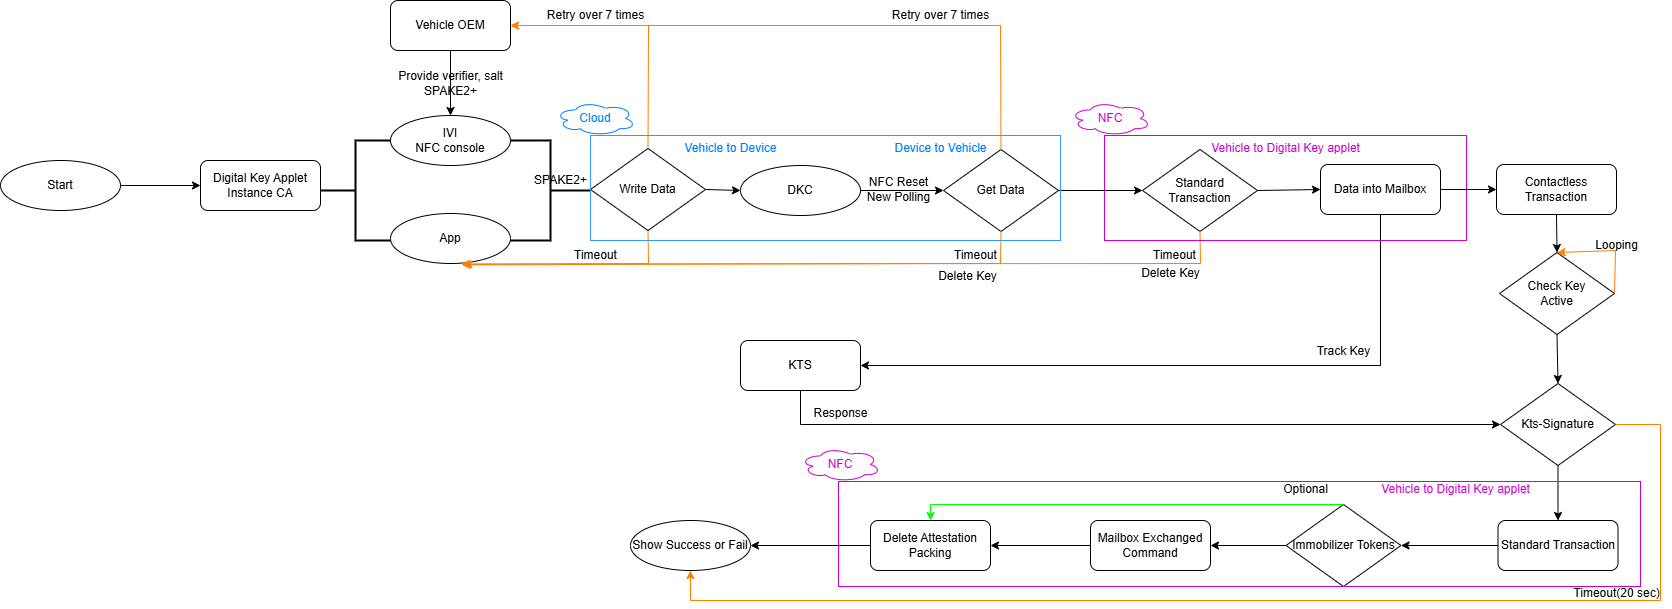 Vehicle OEM
Retry over 7 times
Retry over 7 times
Provide verifier, salt
SPAKE2+
Cloud
NFC
IVI
NFC console
Vehicle to Device
Device to Vehicle
Vehicle to Digital Key applet
Start
Digital Key Applet
Instance CA
SPAKE2+
Write Data
DKC
NFC Reset
New Polling
Get Data
Standard
Transaction
Data into Mailbox
Contactless
Transaction
App
Timeout
Timeout
Delete Key
Timeout
Delete Key
Looping
Check Key
Active
KTS
Track Key
Response
Kts-Signature
NFC
Optional
Vehicle to Digital Key applet
Show Success or Fail
Delete Attestation
Packing
Mailbox Exchanged
Command
Immobilizer Tokens
Standard Transaction
Timeout(20 sec)